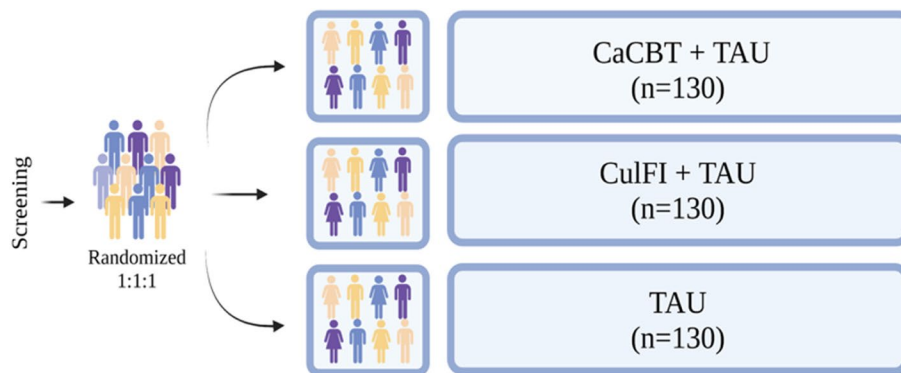 Screening
Randomized
1:1:1
CaCBT + TAU
(n=130)
CulFI + TAU
(n=130)
TAU
(n=130)